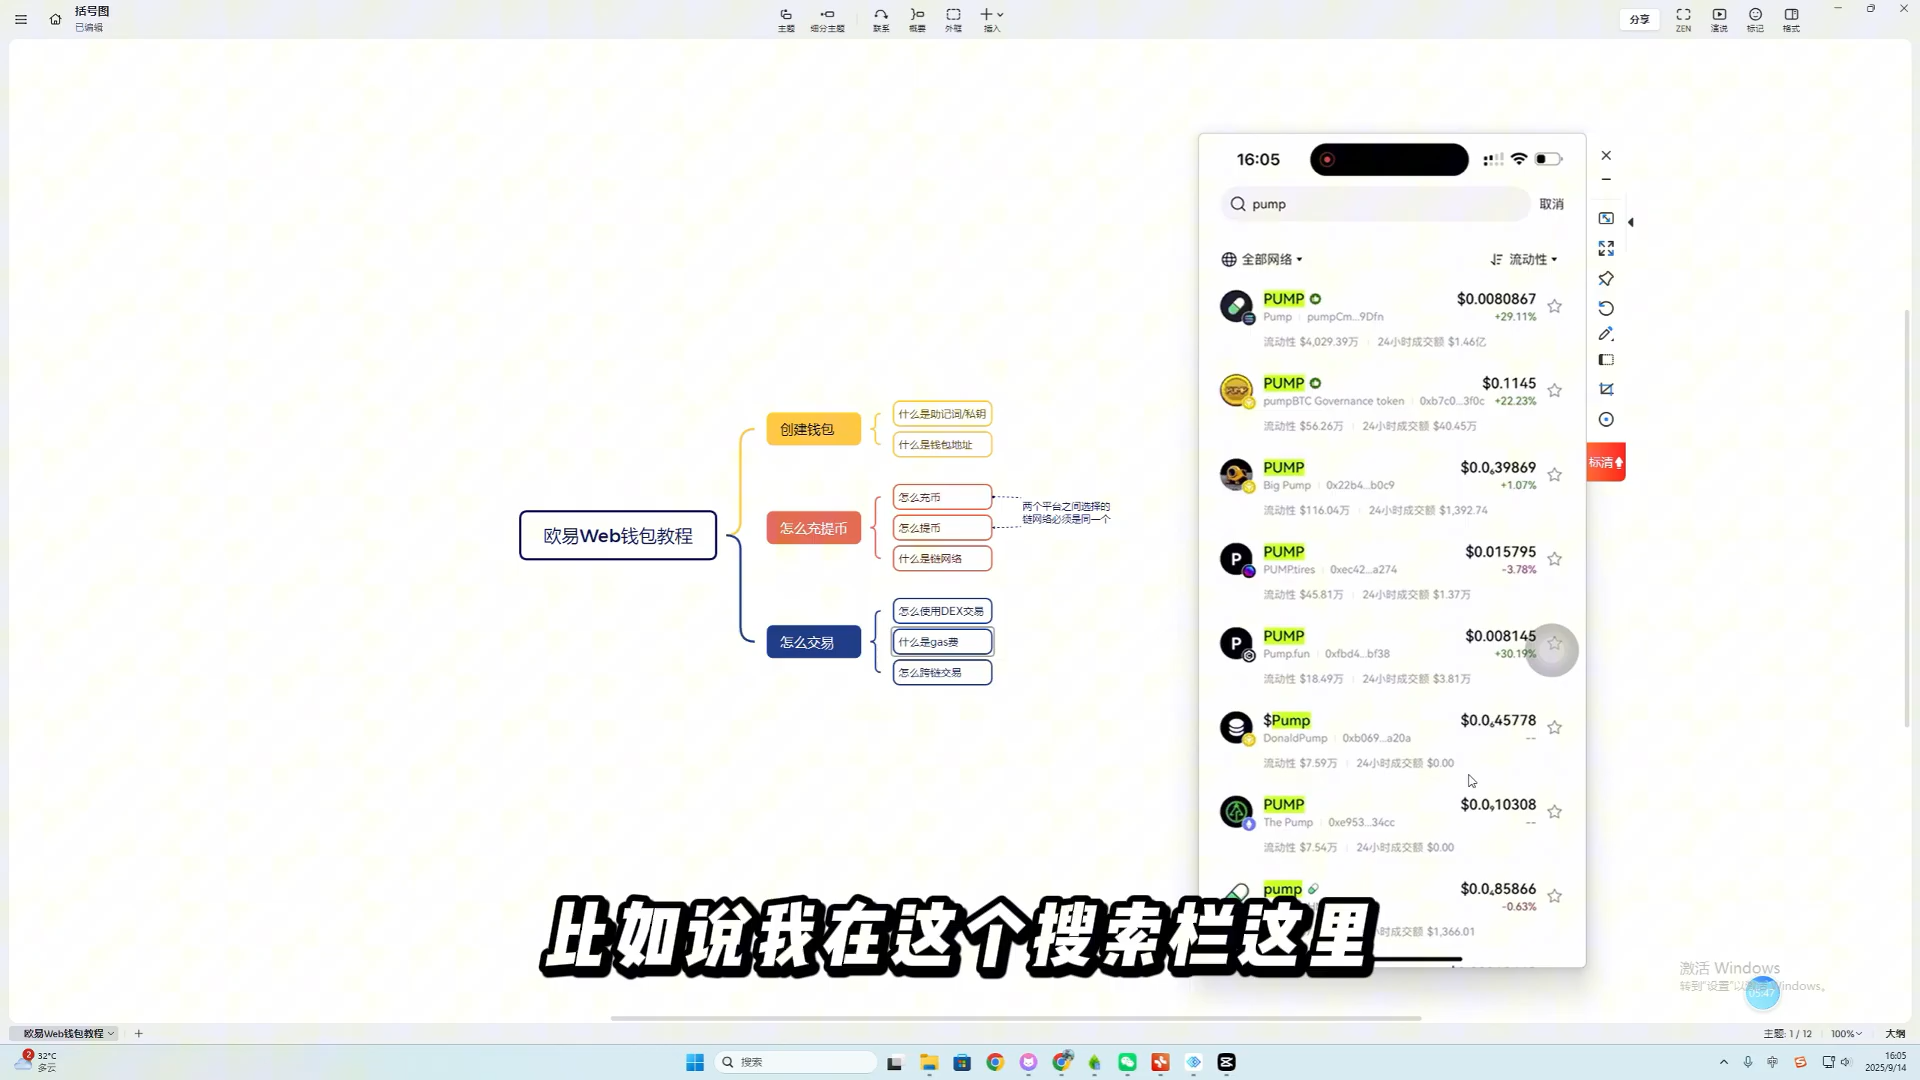 括号图
已编辑
主题
细分主题
联系
概要
外框
插入
分享
ZEN
演说
标记
格式
16:05
pump
取消
全部网络
流动性
PUMP
$0.0080867
Pump
pumpCm...9Dfn
+29.11%
流动性 $4,029.39万
24小时成交额 $1.46亿
PUMP
$0.1145
pumpBTC Governance token
0xb7c0...3f0c
+22.23%
流动性 $56.26万
24小时成交额 $40.45万
PUMP
Big Pump
0x22b4...b0c9
+1.07%
流动性 $116.04万
24小时成交额 $1,392.74
PUMP
$0.015795
PUMP.tires
0xec42...a274
-3.78%
流动性 $45.81万
24小时成交额 $1.37万
PUMP
$0.008145
Pump.fun
0xfbd4...bf38
+30.19%
流动性 $18.49万
24小时成交额 $3.81万
$Pump
DonaldPump
0xb069...a20a
--
流动性 $7.59万
24小时成交额 $0.00
PUMP
The Pump
0xe953...34cc
--
流动性 $7.54万
24小时成交额 $0.00
pump
-0.63%
$1,366.01
标清
欧易Web钱包教程
创建钱包
什么是助记词/私钥
什么是钱包地址
怎么充提币
怎么充币
怎么提币
什么是链网络
两个平台之间选择的
链网络必须是同一个
怎么交易
怎么使用DEX交易
什么是gas费
怎么跨链交易
比如说我在这个搜索栏这里
激活 Windows
05:47
欧易Web钱包教程
主题: 1 / 12
100%
大纲
2
32°C
多云
搜索
中
16:05
2025/9/14